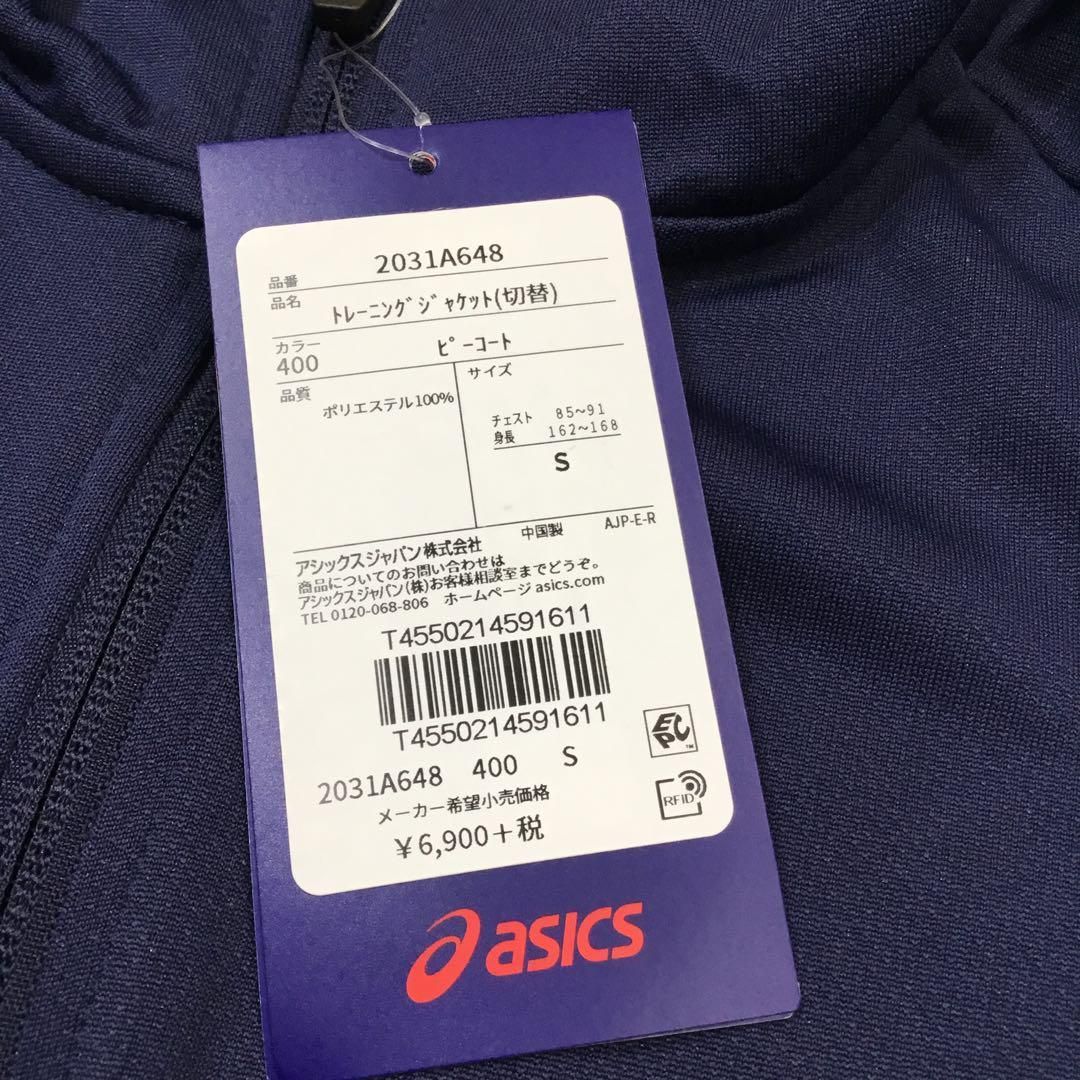 品番 2031A648
品名 ﾄﾚｰﾆﾝｸﾞｼﾞｬｹｯﾄ(切替)
カラー
400 ﾋﾟｰｺｰﾄ
品質 サイズ
ポリエステル100%
チェスト 85~91
身長 162~168
S
中国製 AJP-E-R
アシックスジャパン株式会社
商品についてのお問い合わせは
アシックスジャパン(株)お客様相談室までどうぞ。
TEL 0120-068-806 ホームページ asics.com
T4550214591611
T4550214591611
2031A648 400 S
メーカー希望小売価格
¥6,900+税
EPC™
RFID
asics